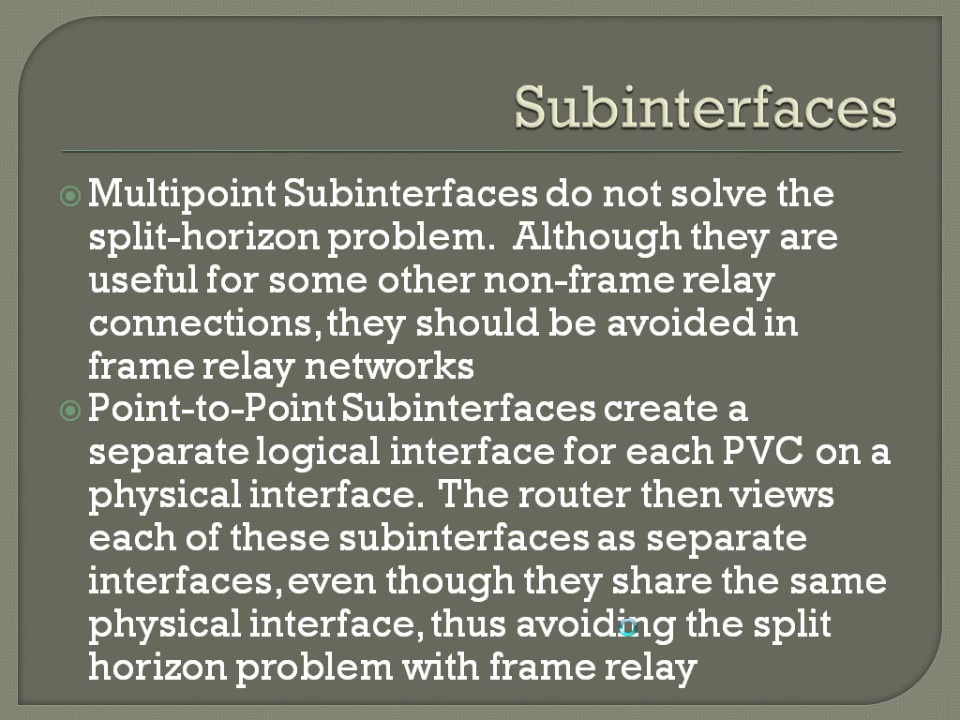 Subinterfaces
Multipoint Subinterfaces do not solve the
split-horizon problem. Although they are
useful for some other non-frame relay
connections, they should be avoided in
frame relay networks
Point-to-Point Subinterfaces create a
separate logical interface for each PVC on a
physical interface. The router then views
each of these subinterfaces as separate
interfaces, even though they share the same
physical interface, thus avoiding the split
horizon problem with frame relay